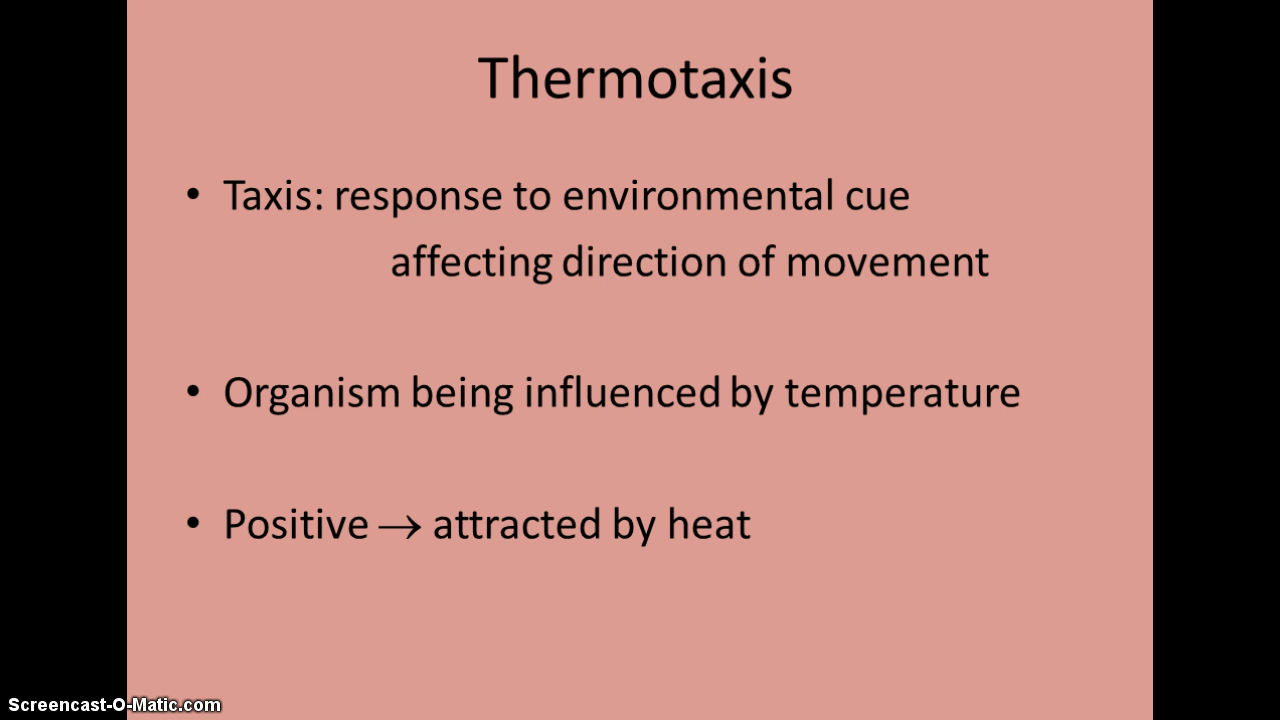 Thermotaxis
• Taxis: response to environmental cue
affecting direction of movement
• Organism being influenced by temperature
• Positive → attracted by heat
Screencast-O-Matic.com